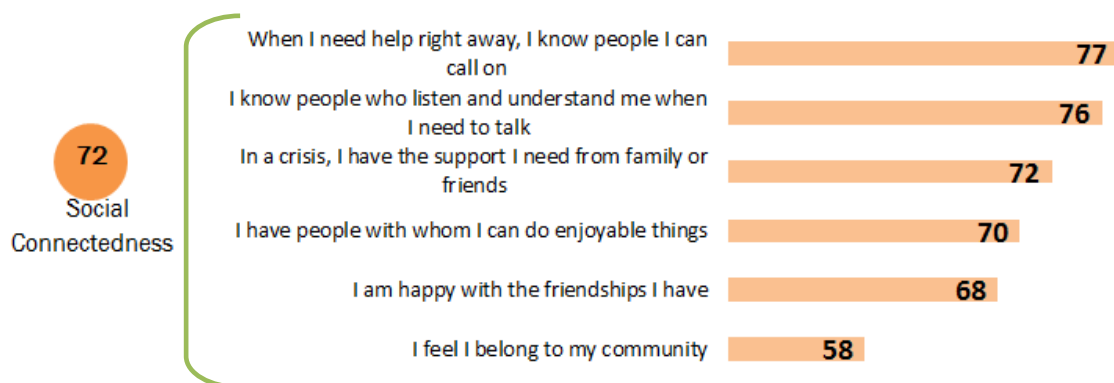 72
Social
Connectedness
When I need help right away, I know people I can
call on
77
I know people who listen and understand me when
I need to talk
76
In a crisis, I have the support I need from family or
friends
72
I have people with whom I can do enjoyable things
70
I am happy with the friendships I have
68
I feel I belong to my community
58